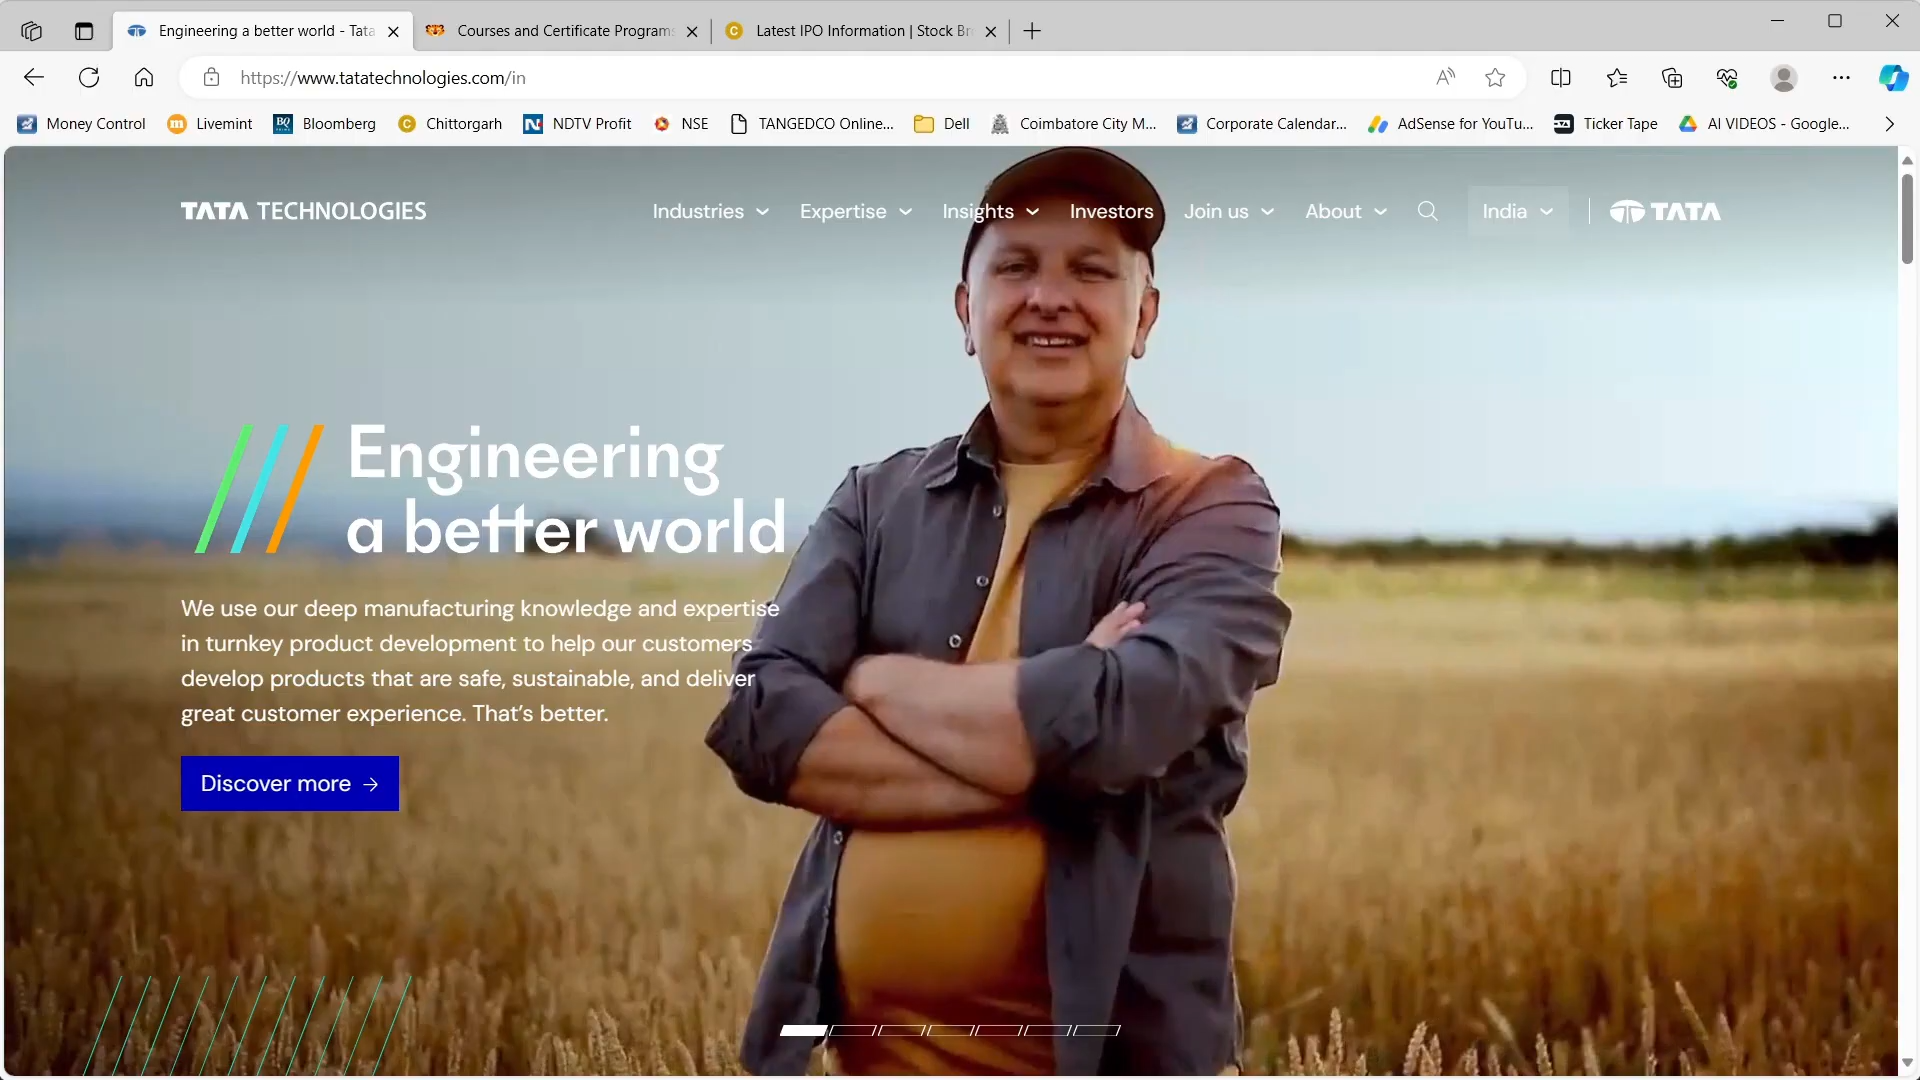 Engineering a better world - Tata
Courses and Certificate Programs
Latest IPO Information | Stock Br
https://www.tatatechnologies.com/in
Money Control
Livemint
Bloomberg
Chittorgarh
NDTV Profit
NSE
TANGEDCO Online...
Dell
Coimbatore City M...
Corporate Calendar...
AdSense for YouTu...
Ticker Tape
AI VIDEOS - Google...
TATA TECHNOLOGIES
Industries
Expertise
Insights
Investors
Join us
About
India
TATA
Engineering
a better world
We use our deep manufacturing knowledge and expertise
in turnkey product development to help our customers
develop products that are safe, sustainable, and deliver
great customer experience. That’s better.
Discover more →